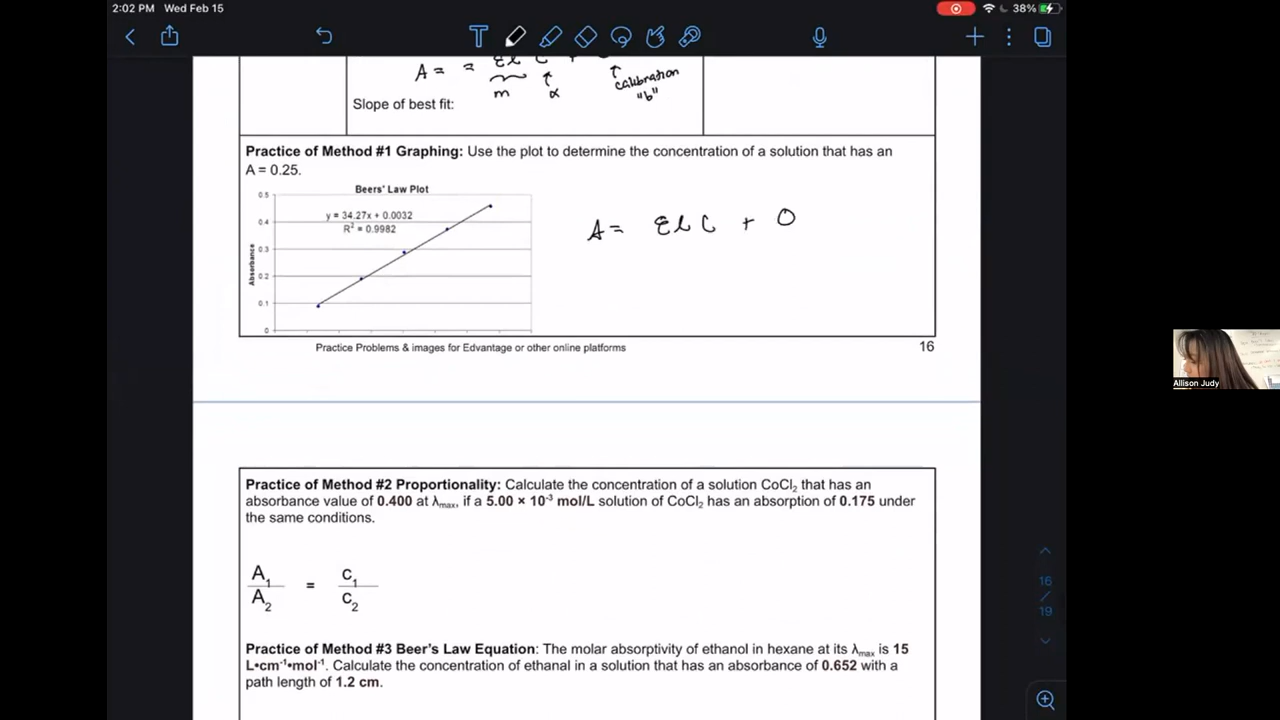 2:02 PM Wed Feb 15
38%
A = = εl C +
m
x
calibration
"b"
Slope of best fit:
Practice of Method #1 Graphing: Use the plot to determine the concentration of a solution that has an
A = 0.25.
Beers' Law Plot
y = 34.27x + 0.0032
R² = 0.9982
Absorbance
0.5
0.4
0.3
0.2
0.1
0
A = εlC + O
Practice Problems & images for Edvantage or other online platforms
16
Practice of Method #2 Proportionality: Calculate the concentration of a solution CoCl₂ that has an
absorbance value of 0.400 at λmax, if a 5.00 × 10⁻³ mol/L solution of CoCl₂ has an absorption of 0.175 under
the same conditions.
A₁ = c₁
A₂ c₂
Practice of Method #3 Beer's Law Equation: The molar absorptivity of ethanol in hexane at its λmax is 15
L•cm⁻¹•mol⁻¹. Calculate the concentration of ethanal in a solution that has an absorbance of 0.652 with a
path length of 1.2 cm.
16
/
19
Allison Judy